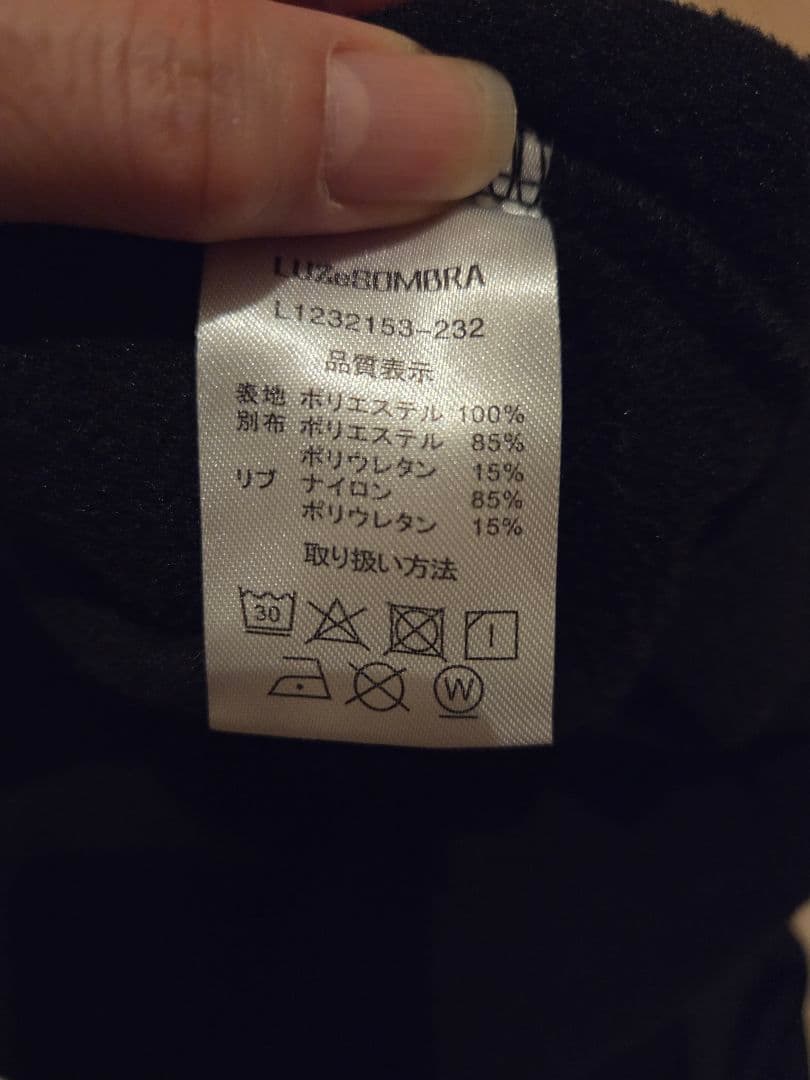 LUZeSOMBRA
L1232153-232
品質表示
表地 ポリエステル 100%
別布 ポリエステル 85%
ポリウレタン 15%
リブ ナイロン 85%
ポリウレタン 15%
取り扱い方法
30
W